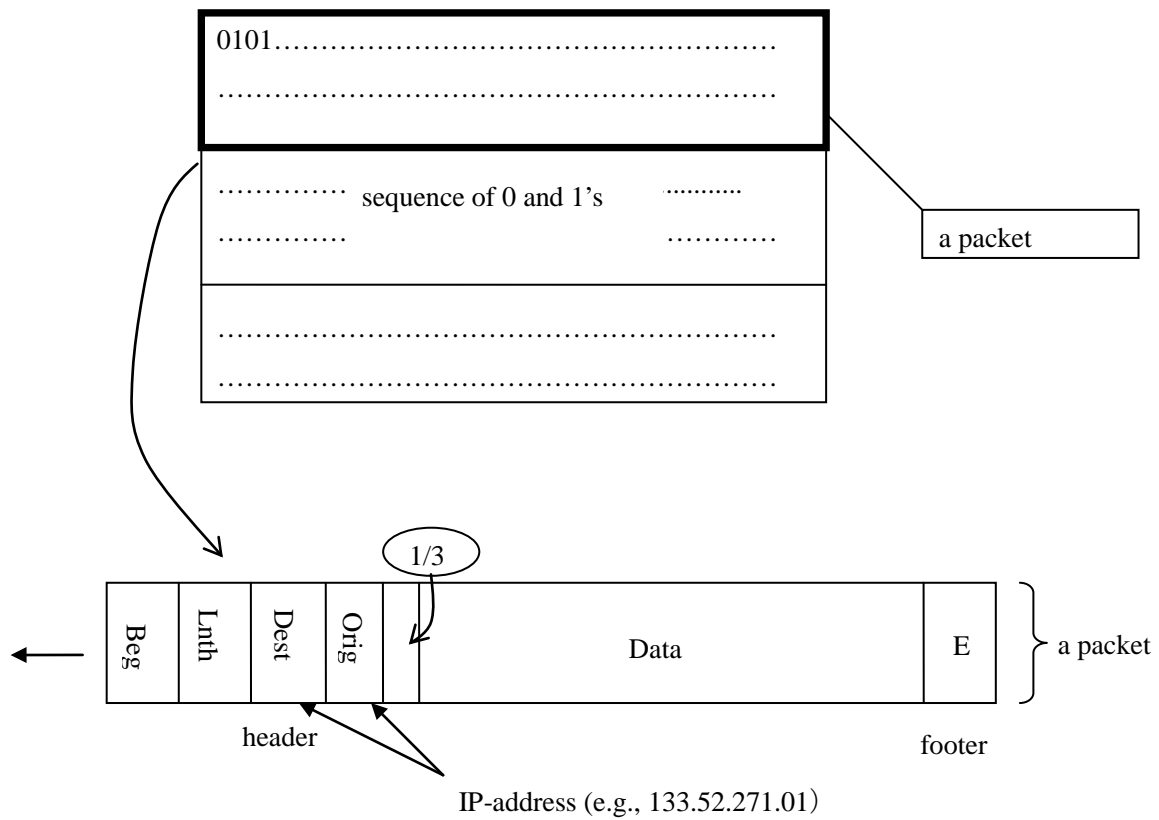 0101………………………………………………
……………………………………………………
a packet
…………… sequence of 0 and 1's ...........
…………… …………
……………………………………………………
……………………………………………………
1/3
Beg Lnth Dest Orig Data E a packet
header footer
IP-address (e.g., 133.52.271.01)